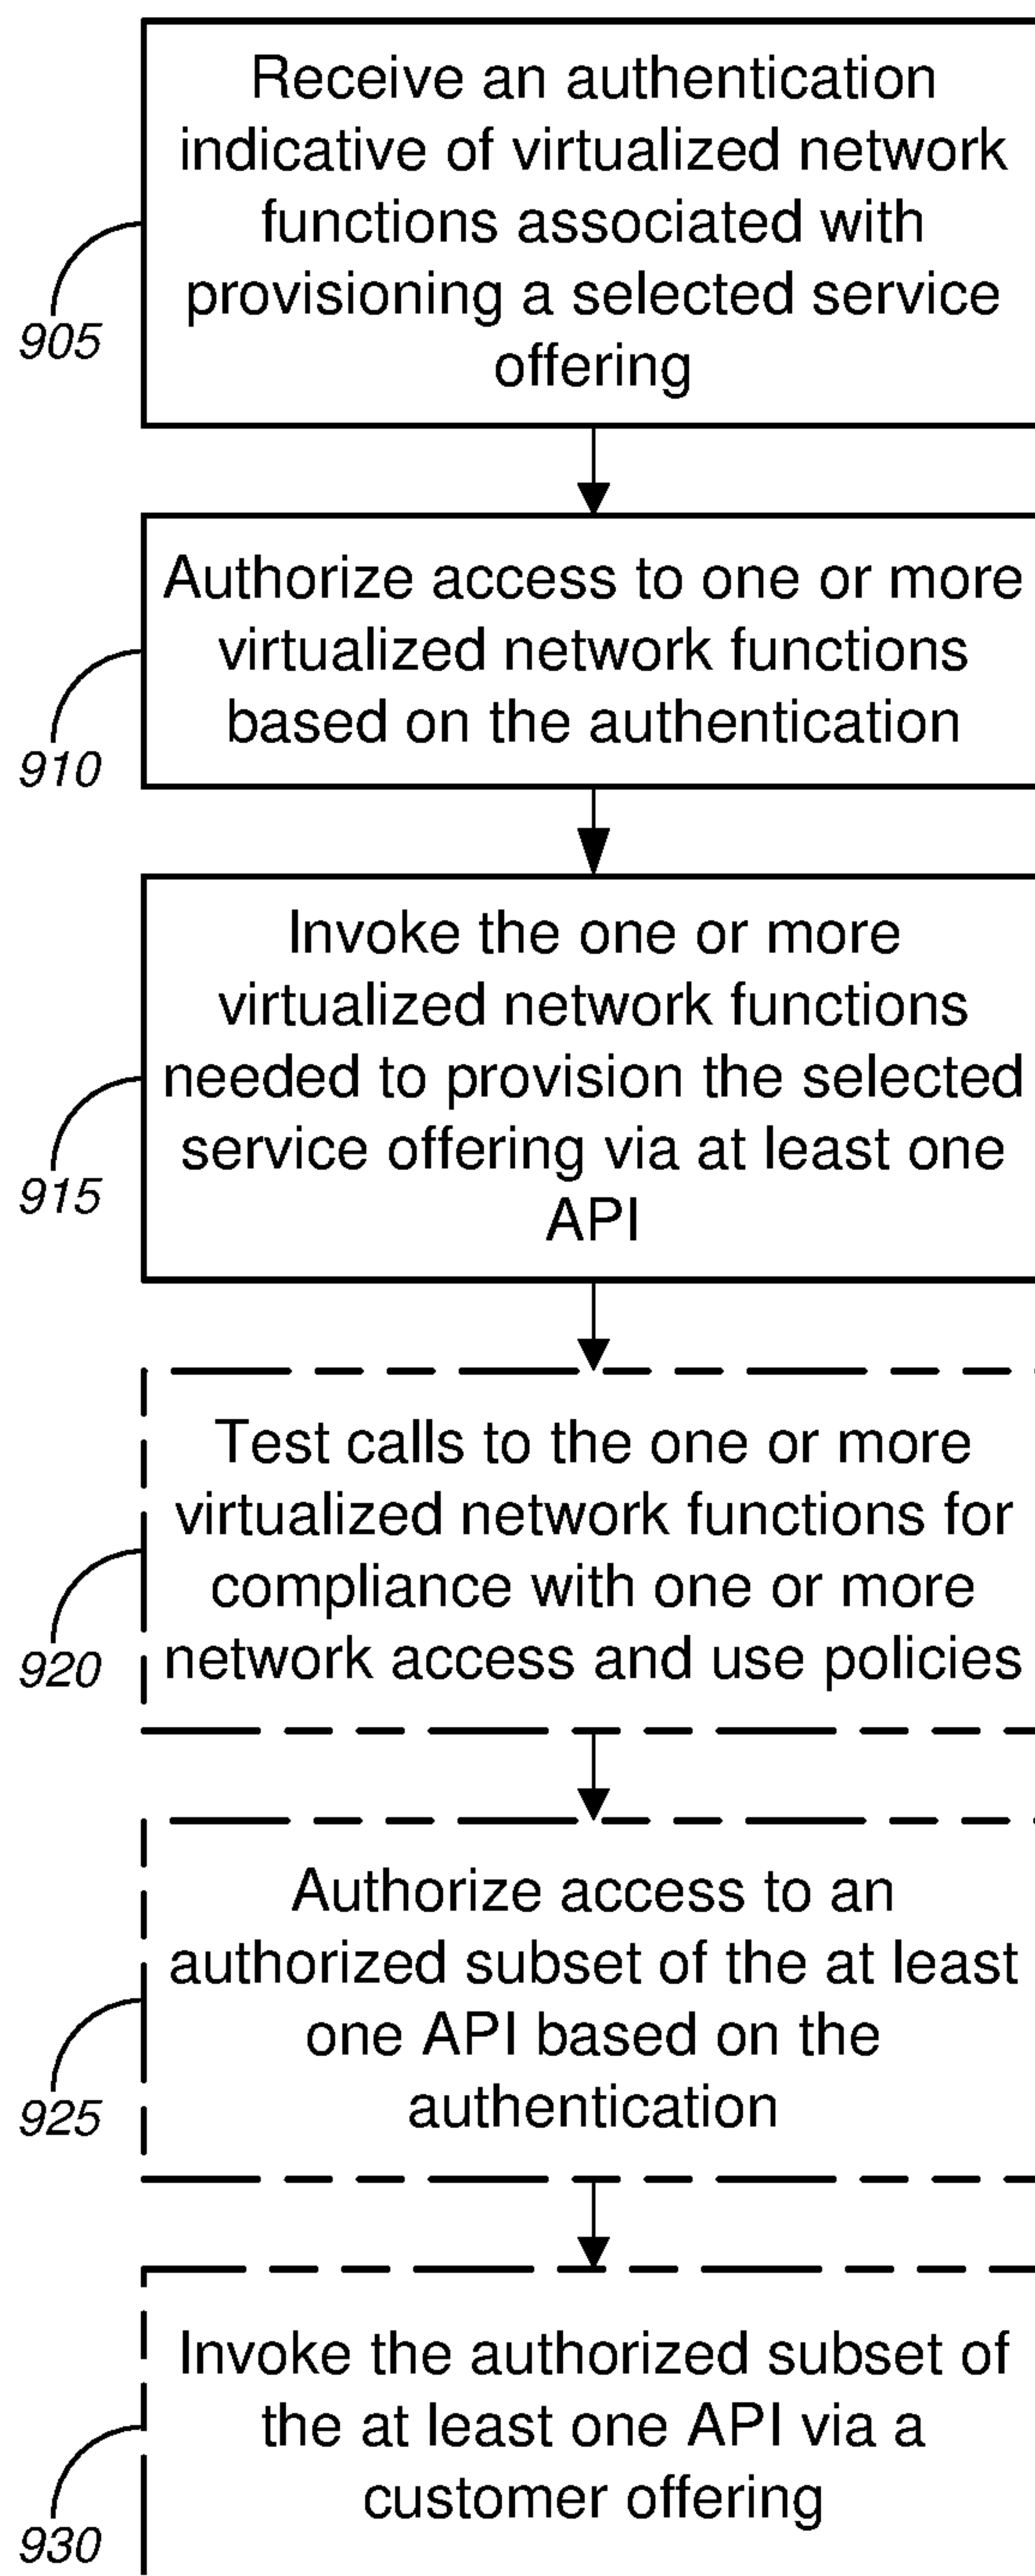 Receive an authentication
indicative of virtualized network
functions associated with
provisioning a selected service
offering
905
Authorize access to one or more
virtualized network functions
based on the authentication
910
Invoke the one or more
virtualized network functions
needed to provision the selected
service offering via at least one
API
915
Test calls to the one or more
virtualized network functions for
compliance with one or more
network access and use policies
920
Authorize access to an
authorized subset of the at least
one API based on the
authentication
925
Invoke the authorized subset of
the at least one API via a
customer offering
930